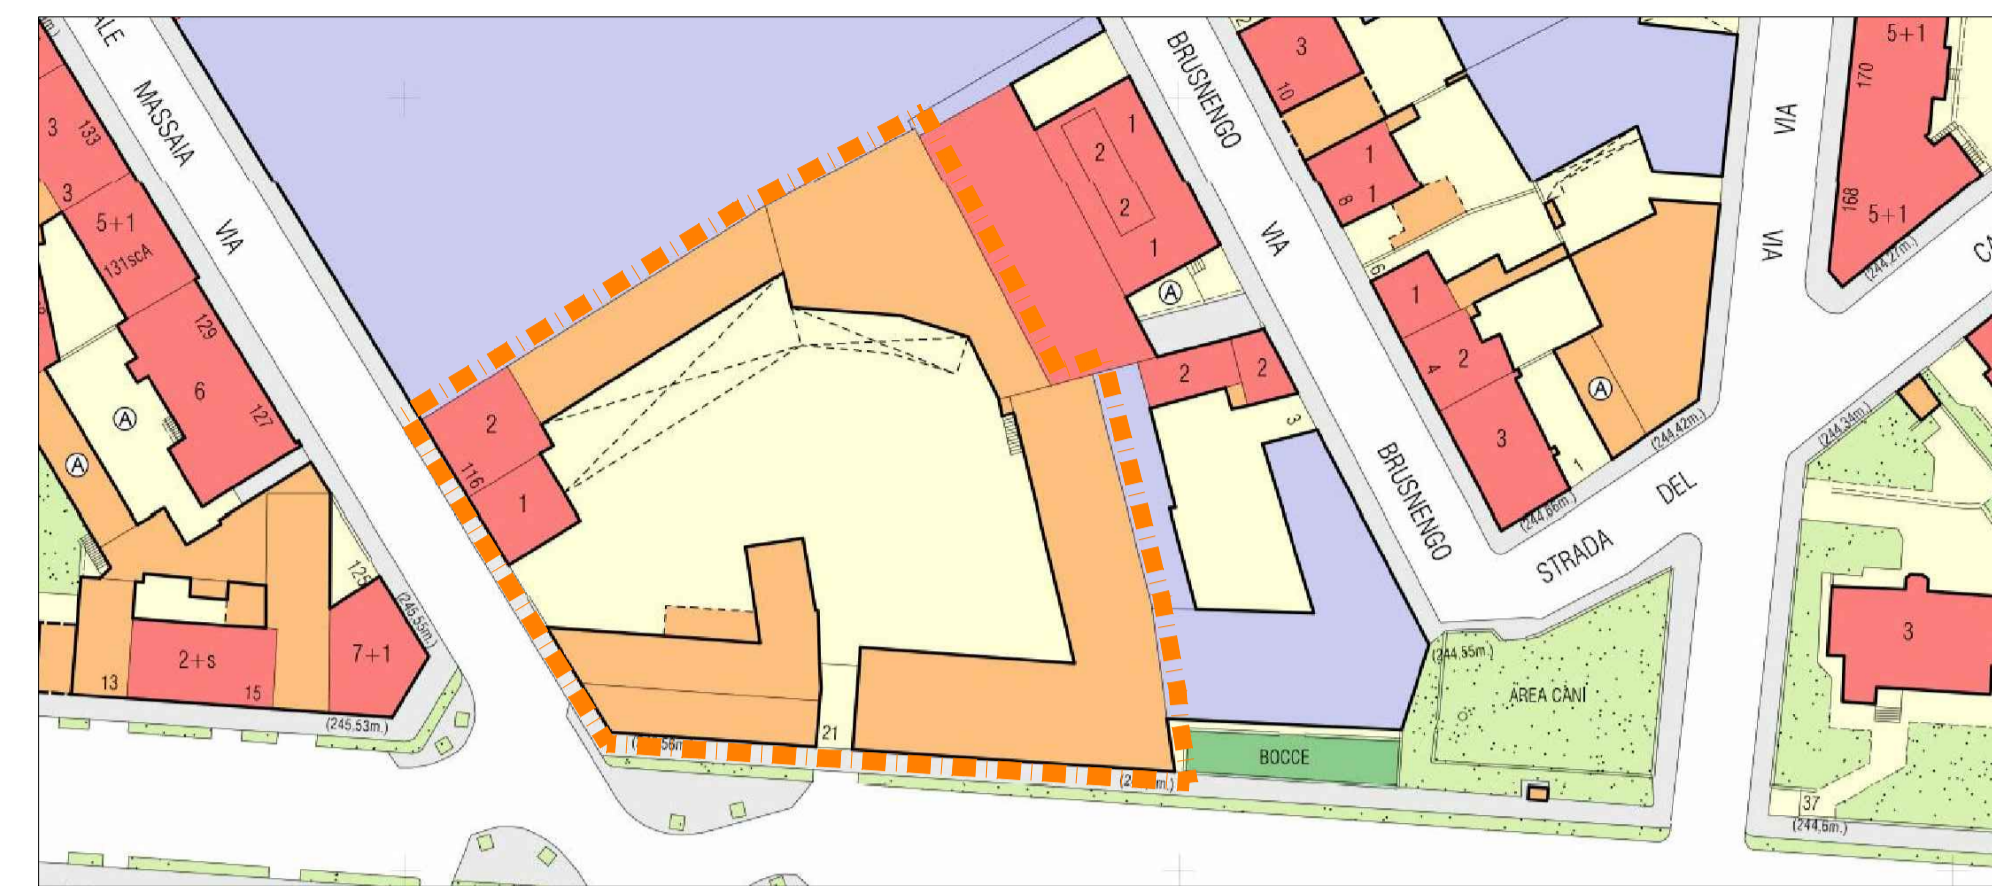 ALE
MASSAIA
VIA
3
133
3
5+1
131scA
129
6
127
A
A
125
(245,55m.)
7+1
2+s
13
15
(245,53m.)
2
116
1
21
BRUSNENGO
VIA
BRUSNENGO
1
2
2
1
A
2
2
3
3
10
1
8
1
6
1
4
2
3
A
1
(244,42m.)
(244,66m.)
STRADA
DEL
VIA
VIA
5+1
170
168
5+1
(244,27m.)
(244,34m.)
(244,55m.)
AREA CANI
BOCCE
3
37
(244,6m.)